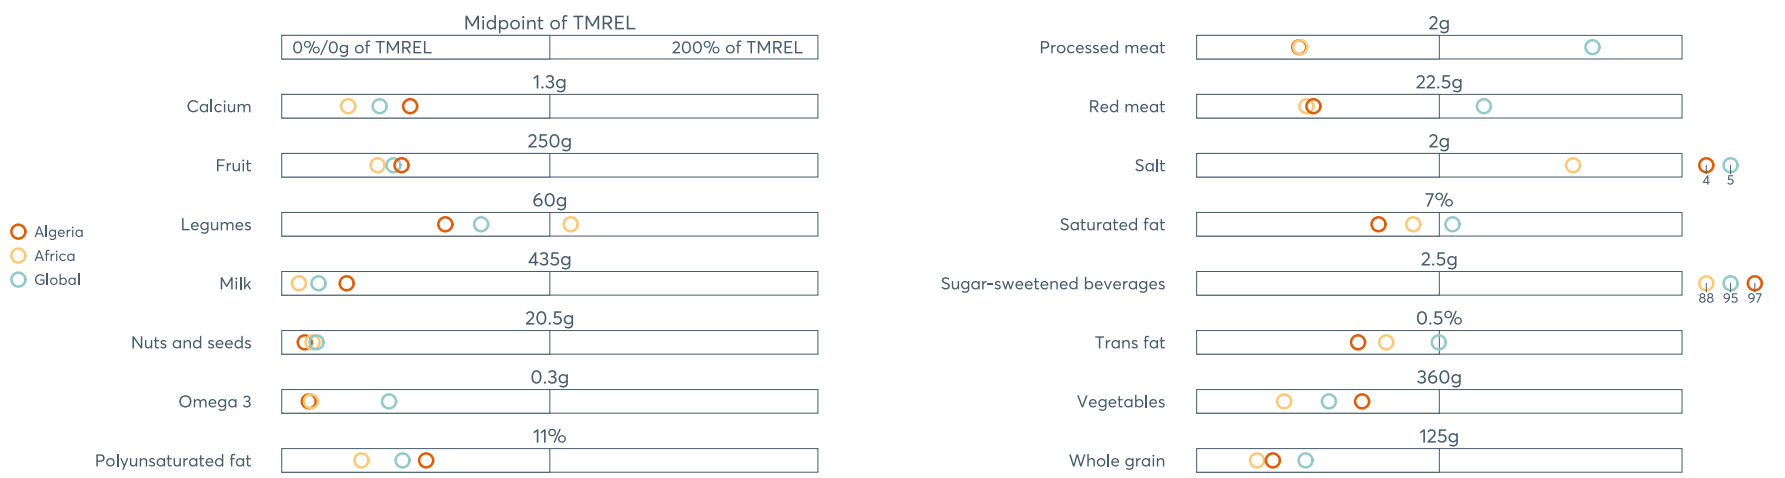 Midpoint of TMREL
0%/0g of TMREL
200% of TMREL
1.3g
Calcium
250g
Fruit
60g
Legumes
435g
Milk
20.5g
Nuts and seeds
0.3g
Omega 3
11%
Polyunsaturated fat
Algeria
Africa
Global
2g
Processed meat
22.5g
Red meat
2g
Salt
4 5
7%
Saturated fat
2.5g
Sugar-sweetened beverages
88 95 97
0.5%
Trans fat
360g
Vegetables
125g
Whole grain